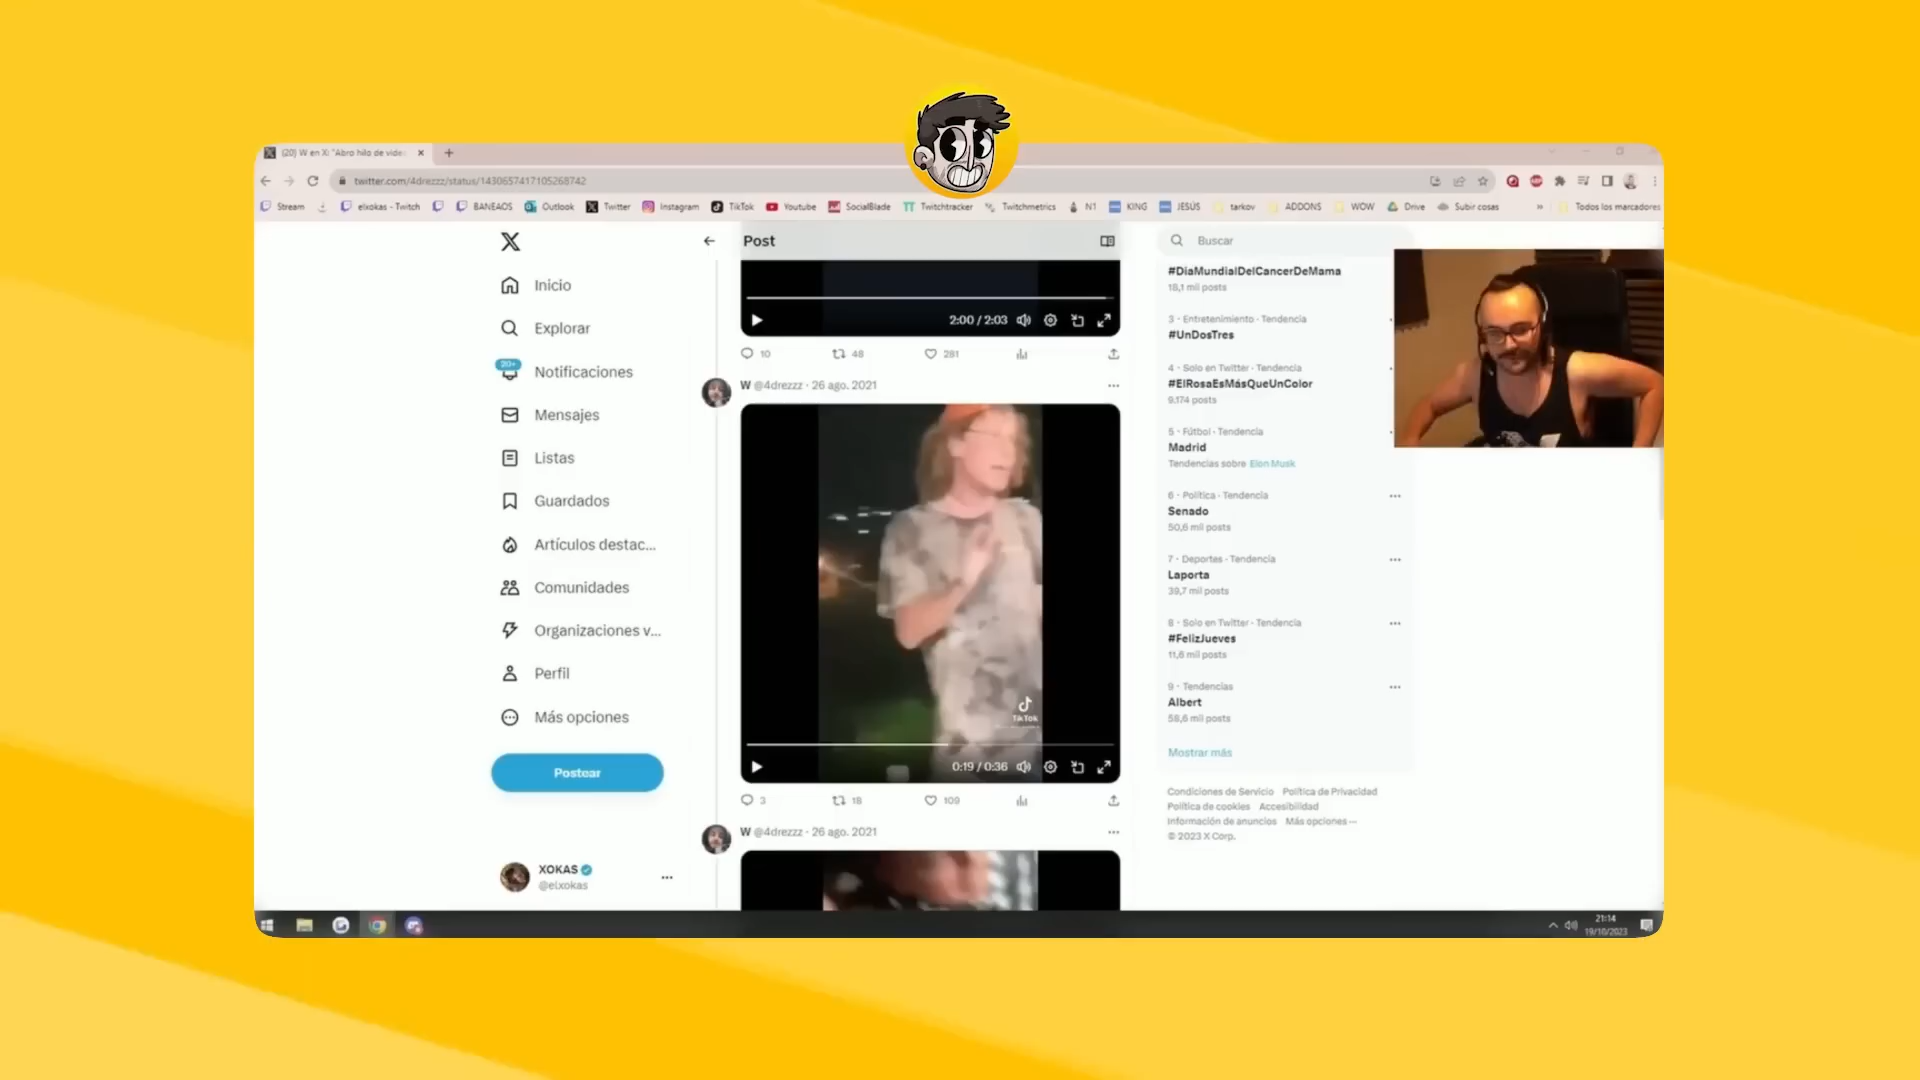 (20) W en X: "Abro hilo de vide
twitter.com/4drezzz/status/1430657417105268742
Stream
elxokas - Twitch
BANEAOS
Outlook
Twitter
Instagram
TikTok
Youtube
SocialBlade
Twitchtracker
Twitchmetrics
N1
KING
JESÚS
tarkov
ADDONS
WOW
Drive
Subir cosas
»
Todos los marcadores
Inicio
Explorar
20+
Notificaciones
Mensajes
Listas
Guardados
Artículos destac...
Comunidades
Organizaciones v...
Perfil
Más opciones
Postear
XOKAS
@elxokas
Post
2:00 / 2:03
10
48
281
W @4drezzz · 26 ago. 2021
TikTok
0:19 / 0:36
3
18
109
W @4drezzz · 26 ago. 2021
Buscar
#DiaMundialDelCancerDeMama
18,1 mil posts
3 · Entretenimiento · Tendencia
#UnDosTres
4 · Solo en Twitter · Tendencia
#ElRosaEsMásQueUnColor
9.174 posts
5 · Fútbol · Tendencia
Madrid
Tendencias sobre Elon Musk
6 · Política · Tendencia
Senado
50,6 mil posts
7 · Deportes · Tendencia
Laporta
39,7 mil posts
8 · Solo en Twitter · Tendencia
#FelizJueves
11,6 mil posts
9 · Tendencias
Albert
58,6 mil posts
Mostrar más
Condiciones de Servicio Política de Privacidad
Política de cookies Accesibilidad
Información de anuncios Más opciones ···
© 2023 X Corp.
21:14
19/10/2023